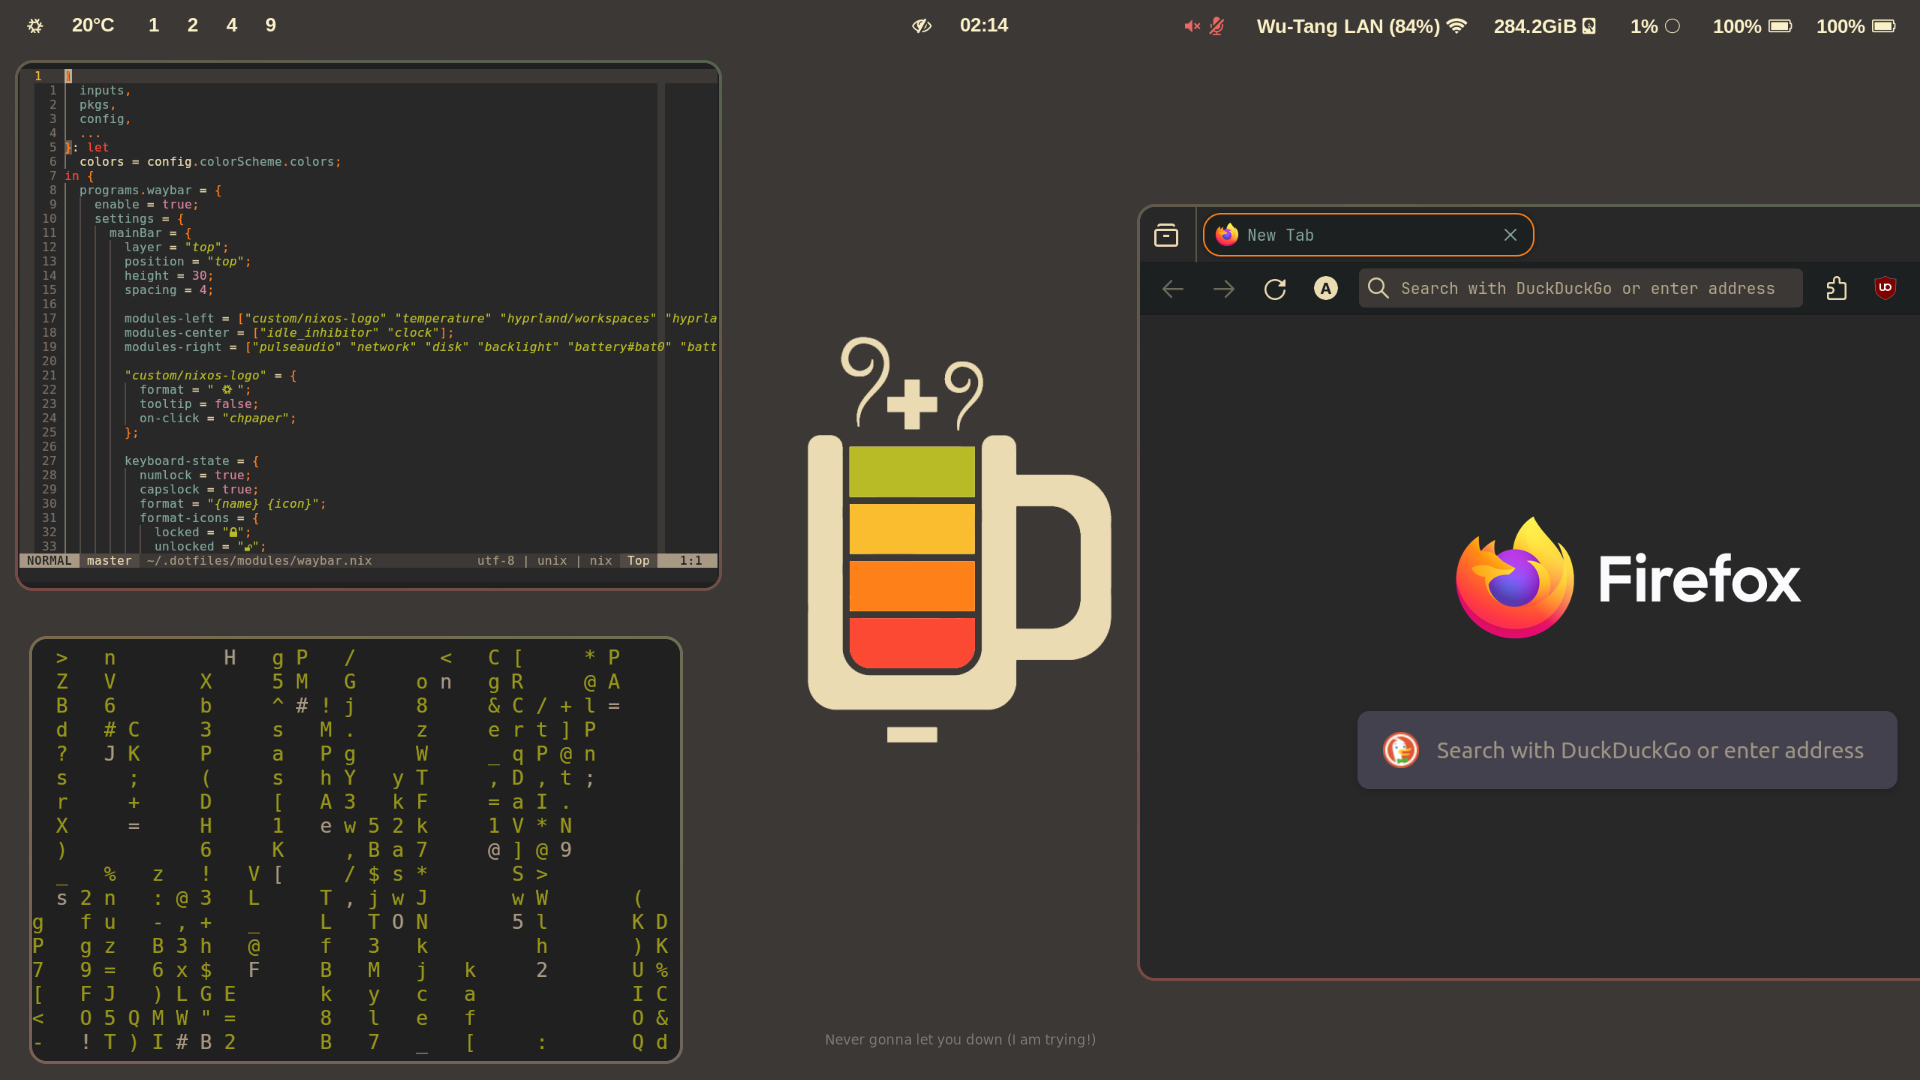 20°C 1 2 4 9
02:14
Wu-Tang LAN (84%) 284.2GiB 1% 100% 100%
1 {
1 inputs,
2 pkgs,
3 config,
4 ...
5 }: let
6 colors = config.colorScheme.colors;
7 in {
8 programs.waybar = {
9 enable = true;
10 settings = {
11 mainBar = {
12 layer = "top";
13 position = "top";
14 height = 30;
15 spacing = 4;
16
17 modules-left = ["custom/nixos-logo" "temperature" "hyprland/workspaces" "hyprla
18 modules-center = ["idle_inhibitor" "clock"];
19 modules-right = ["pulseaudio" "network" "disk" "backlight" "battery#bat0" "batt
20
21 "custom/nixos-logo" = {
22 format = " ";
23 tooltip = false;
24 on-click = "chpaper";
25 };
26
27 keyboard-state = {
28 numlock = true;
29 capslock = true;
30 format = "{name} {icon}";
31 format-icons = {
32 locked = "";
33 unlocked = "";
NORMAL master ~/.dotfiles/modules/waybar.nix utf-8 | unix | nix Top 1:1
> n H g P / < C [ * P
Z V X 5 M G o n g R @ A
B 6 b ^ # ! j 8 & C / + l =
d # C 3 s M . z e r t ] P
? J K P a P g W _ q P @ n
s ; ( s h Y y T , D , t ;
r + D [ A 3 k F = a I .
X = H 1 e w 5 2 k 1 V * N
) 6 K , B a 7 @ ] @ 9
_ % z ! V [ / $ s * S >
s 2 n : @ 3 L T , j w J w W (
g f u - , + _ L T O N 5 l K D
P g z B 3 h @ f 3 k h ) K
7 9 = 6 x $ F B M j k 2 U %
[ F J ) L G E k y c a I C
< O 5 Q M W " = 8 l e f O &
- ! T ) I # B 2 B 7 _ [ : Q d
New Tab
A Search with DuckDuckGo or enter address
Firefox
Search with DuckDuckGo or enter address
Never gonna let you down (I am trying!)